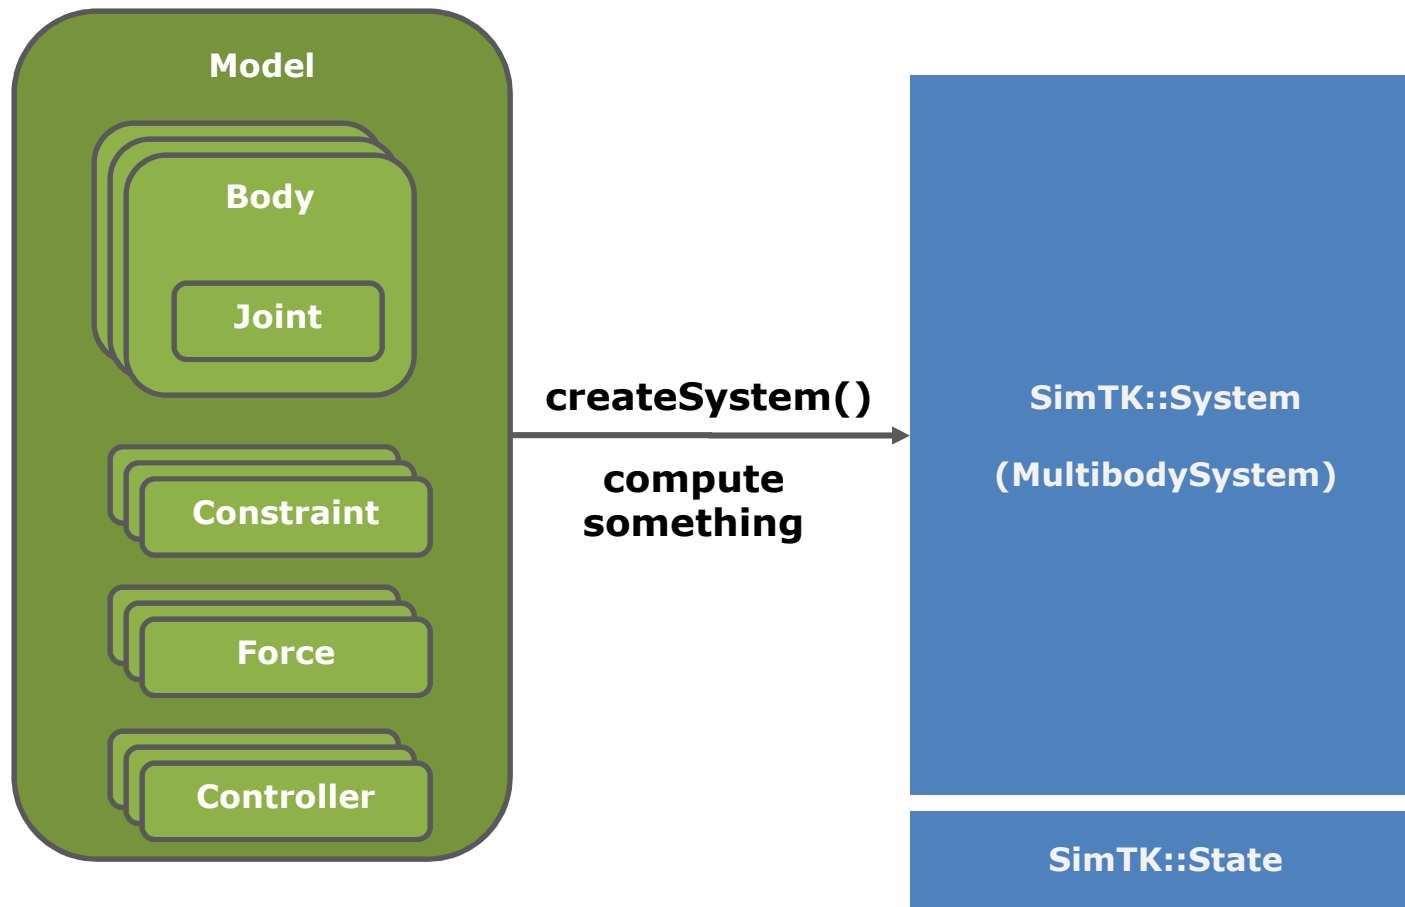 Model
Body
Joint
Constraint
Force
Controller
createSystem()
compute
something
SimTK::System
(MultibodySystem)
SimTK::State